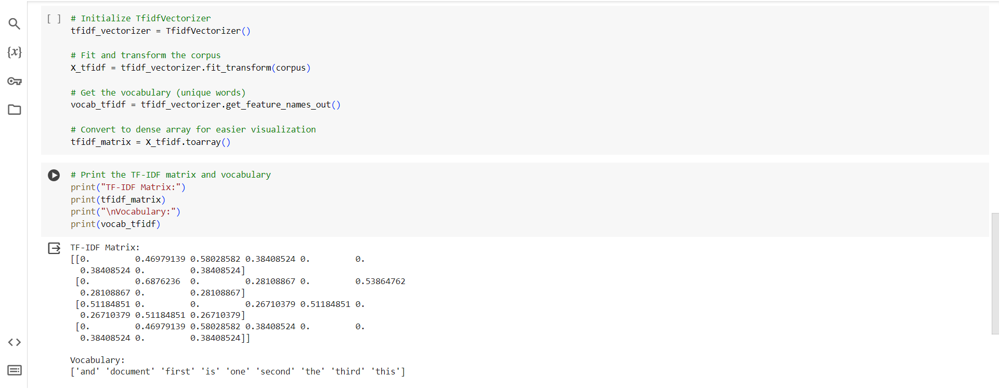 [ ] # Initialize TfidfVectorizer
tfidf_vectorizer = TfidfVectorizer()
# Fit and transform the corpus
X_tfidf = tfidf_vectorizer.fit_transform(corpus)
# Get the vocabulary (unique words)
vocab_tfidf = tfidf_vectorizer.get_feature_names_out()
# Convert to dense array for easier visualization
tfidf_matrix = X_tfidf.toarray()
# Print the TF-IDF matrix and vocabulary
print("TF-IDF Matrix:")
print(tfidf_matrix)
print("\nVocabulary:")
print(vocab_tfidf)
TF-IDF Matrix:
[[0.         0.46979139 0.58028582 0.38408524 0.         0.
  0.38408524 0.         0.38408524]
 [0.         0.6876236  0.         0.28108867 0.         0.53864762
  0.28108867 0.         0.28108867]
 [0.51184851 0.         0.         0.26710379 0.51184851 0.
  0.26710379 0.51184851 0.26710379]
 [0.         0.46979139 0.58028582 0.38408524 0.         0.
  0.38408524 0.         0.38408524]]
Vocabulary:
['and' 'document' 'first' 'is' 'one' 'second' 'the' 'third' 'this']
{x}